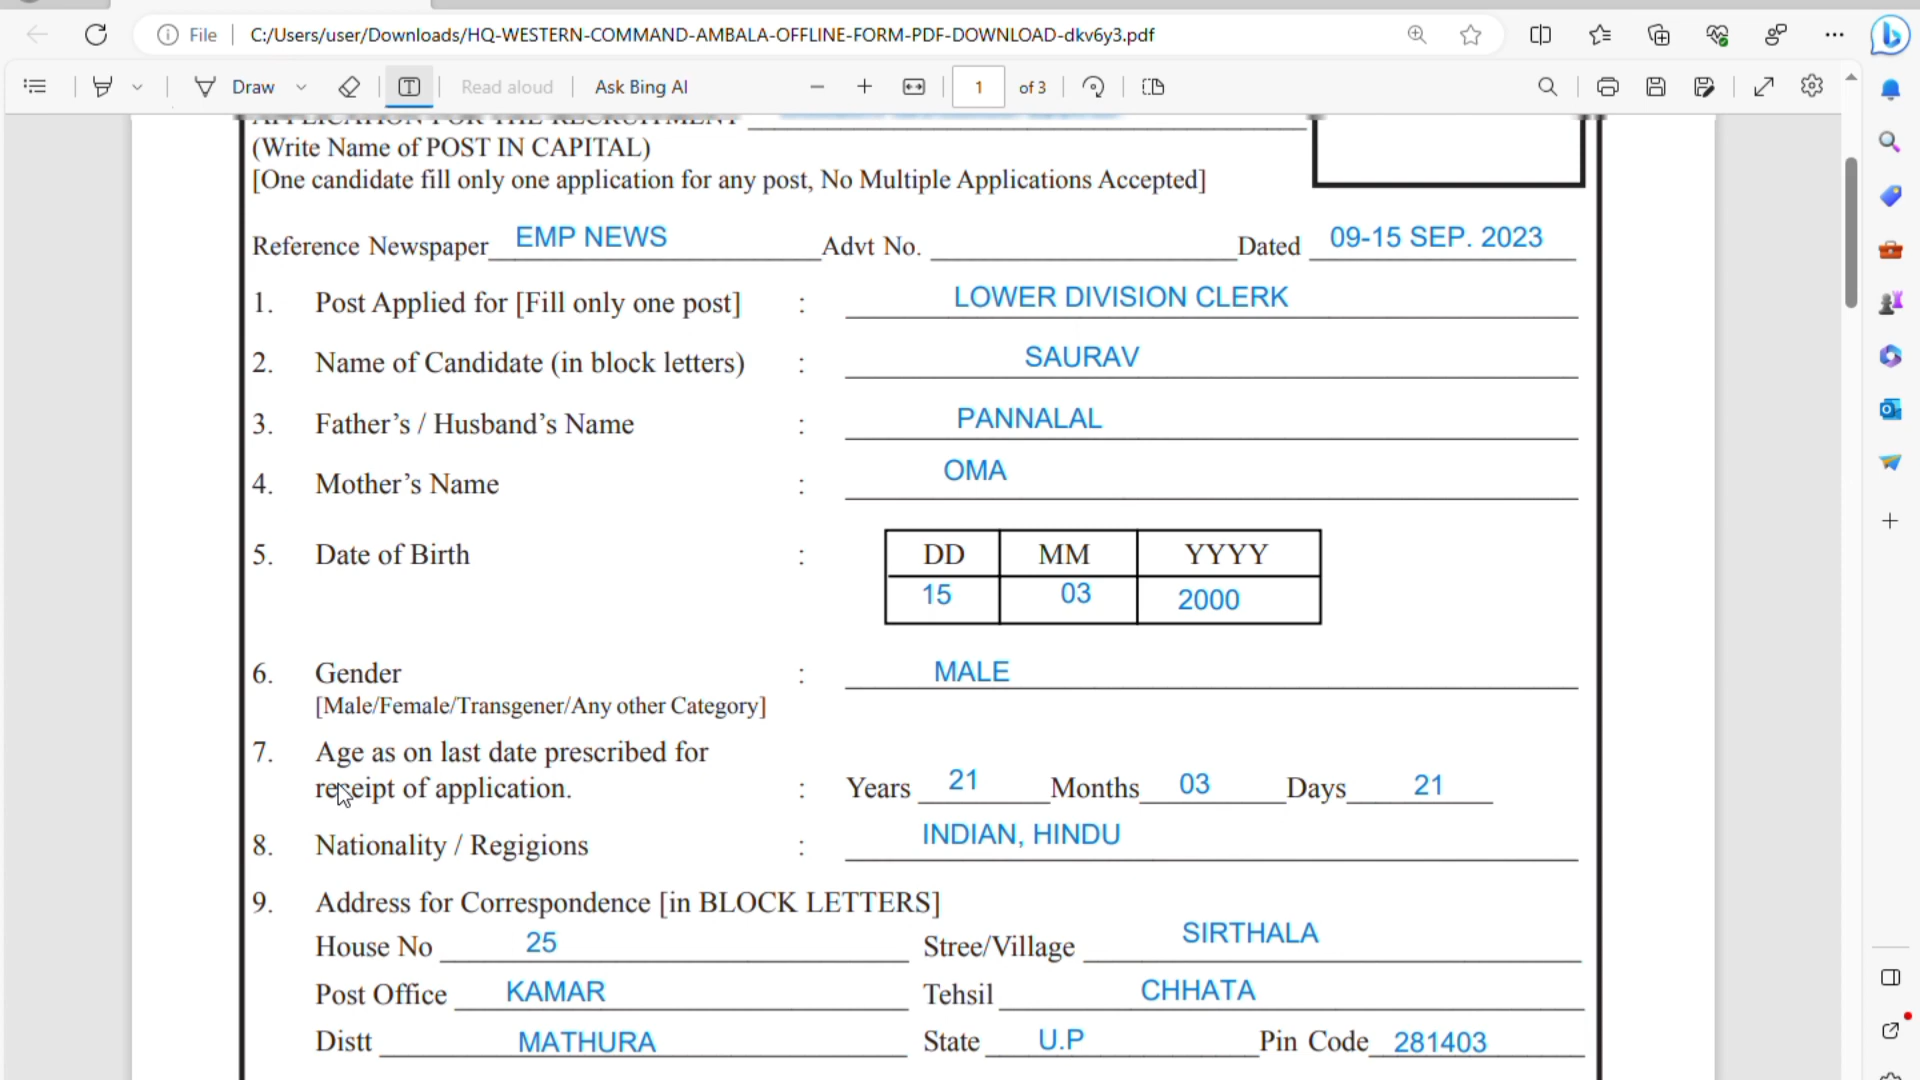 File C:/Users/user/Downloads/HQ-WESTERN-COMMAND-AMBALA-OFFLINE-FORM-PDF-DOWNLOAD-dkv6y3.pdf
Draw Read aloud Ask Bing AI 1 of 3
APPLICATION FOR THE RECRUITMENT
(Write Name of POST IN CAPITAL)
[One candidate fill only one application for any post, No Multiple Applications Accepted]
Reference Newspaper EMP NEWS Advt No. Dated 09-15 SEP. 2023
1. Post Applied for [Fill only one post] : LOWER DIVISION CLERK
2. Name of Candidate (in block letters) : SAURAV
3. Father’s / Husband’s Name : PANNALAL
4. Mother’s Name : OMA
5. Date of Birth : DD MM YYYY
15 03 2000
6. Gender : MALE
[Male/Female/Transgener/Any other Category]
7. Age as on last date prescribed for
receipt of application. : Years 21 Months 03 Days 21
8. Nationality / Regigions : INDIAN, HINDU
9. Address for Correspondence [in BLOCK LETTERS]
House No 25 Stree/Village SIRTHALA
Post Office KAMAR Tehsil CHHATA
Distt MATHURA State U.P Pin Code 281403